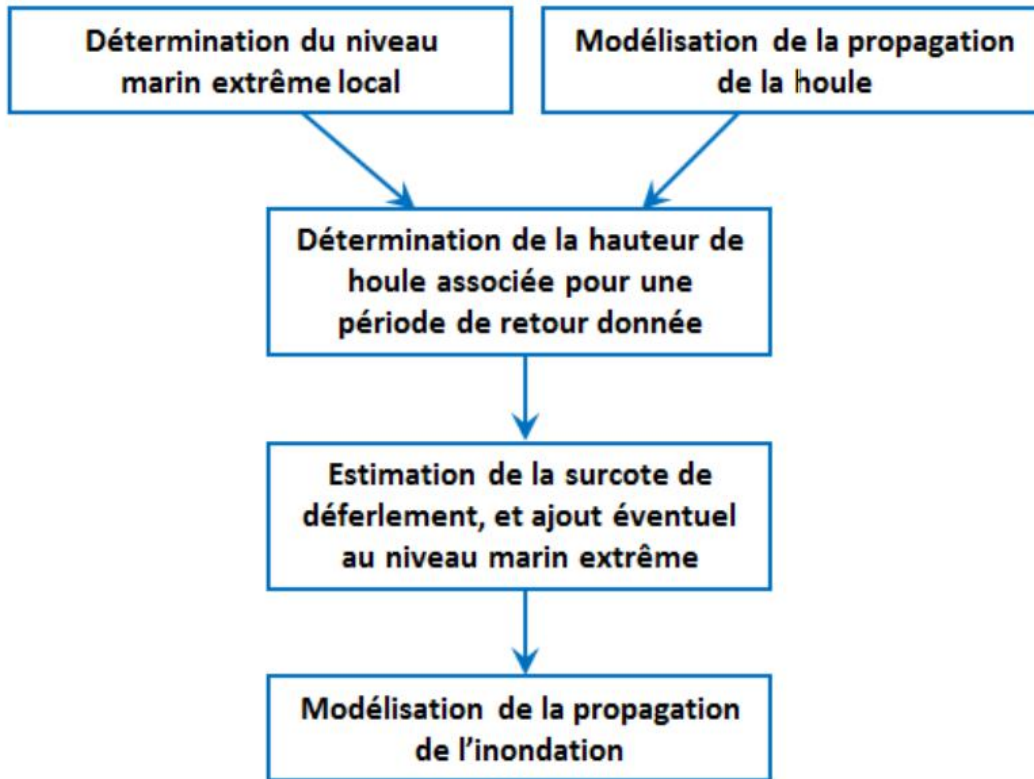 Détermination du niveau
marin extrême local
Modélisation de la propagation
de la houle
Détermination de la hauteur de
houle associée pour une
période de retour donnée
Estimation de la surcote de
déferlement, et ajout éventuel
au niveau marin extrême
Modélisation de la propagation
de l'inondation